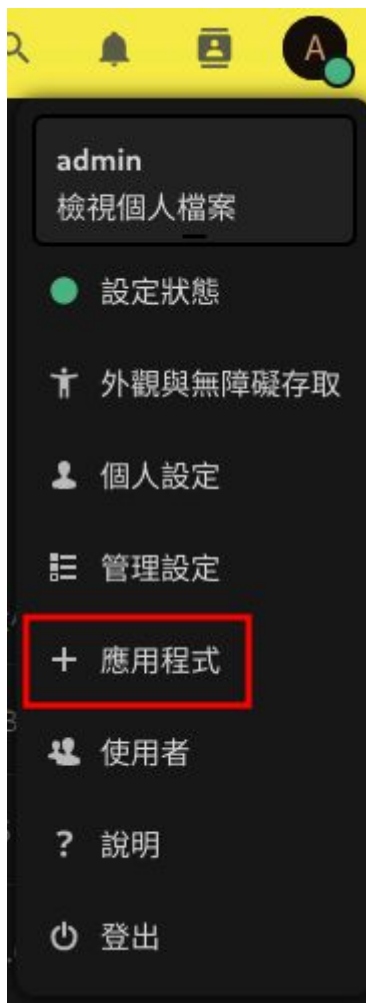 A
admin
檢視個人檔案
設定狀態
外觀與無障礙存取
個人設定
管理設定
應用程式
使用者
說明
登出